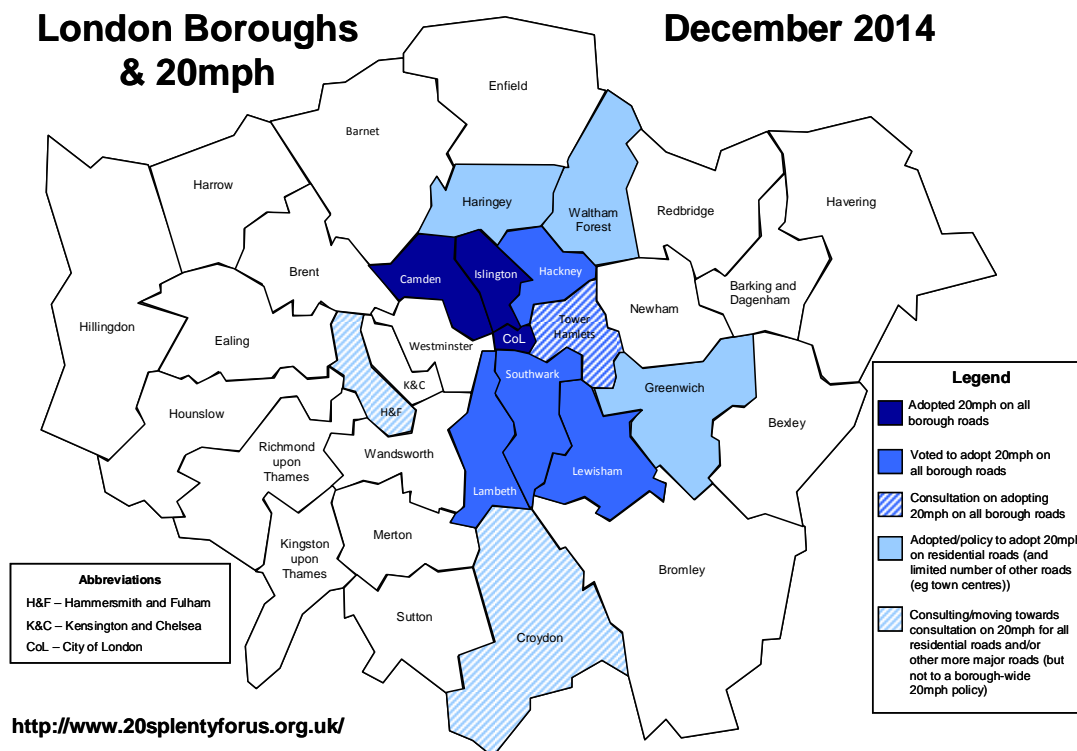 London Boroughs
& 20mph
December 2014
Enfield
Barnet
Harrow
Haringey
Waltham
Forest
Redbridge
Havering
Brent
Camden
Islington
Hackney
Barking and
Dagenham
Hillingdon
Ealing
Westminster
CoL
Tower
Hamlets
Newham
K&C
Southwark
Greenwich
Hounslow
H&F
Bexley
Richmond
upon
Thames
Wandsworth
Lambeth
Lewisham
Merton
Kingston
upon
Thames
Bromley
Sutton
Croydon
Legend
Adopted 20mph on all
borough roads
Voted to adopt 20mph on
all borough roads
Consultation on adopting
20mph on all borough roads
Adopted/policy to adopt 20mph
on residential roads (and
limited number of other roads
(eg town centres))
Consulting/moving towards
consultation on 20mph for all
residential roads and/or
other more major roads (but
not to a borough-wide
20mph policy)
Abbreviations
H&F – Hammersmith and Fulham
K&C – Kensington and Chelsea
CoL – City of London
http://www.20splentyforus.org.uk/